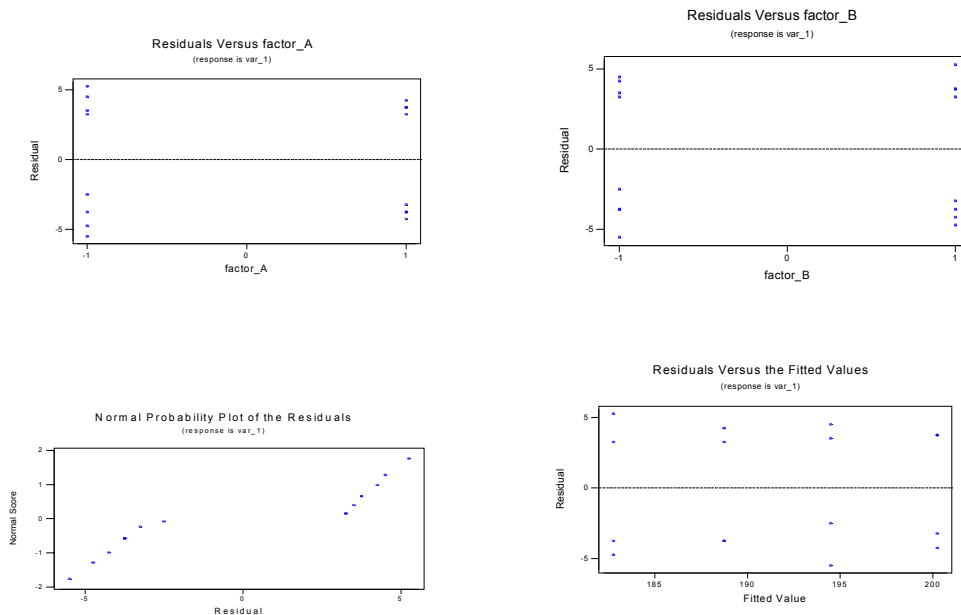 Residuals Versus factor_A
(response is var_1)
5
0
-5
Residual
-1
0
1
factor_A
Residuals Versus factor_B
(response is var_1)
5
0
-5
Residual
-1
0
1
factor_B
Normal Probability Plot of the Residuals
(response is var_1)
2
1
0
-1
-2
Normal Score
-5
0
5
Residual
Residuals Versus the Fitted Values
(response is var_1)
5
0
-5
Residual
185
190
195
200
Fitted Value